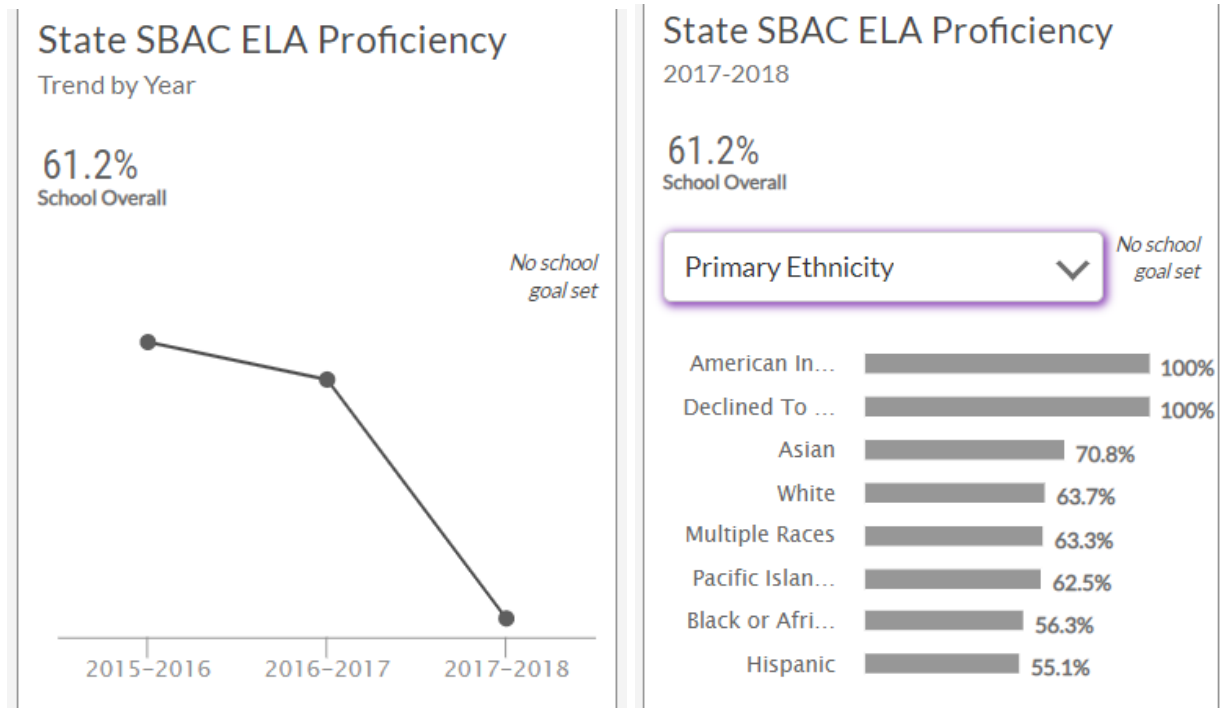 State SBAC ELA Proficiency
Trend by Year
61.2%
School Overall
No school
goal set
2015-2016
2016-2017
2017-2018
State SBAC ELA Proficiency
2017-2018
61.2%
School Overall
Primary Ethnicity
No school
goal set
American In...
100%
Declined To ...
100%
Asian
70.8%
White
63.7%
Multiple Races
63.3%
Pacific Islan...
62.5%
Black or Afri...
56.3%
Hispanic
55.1%